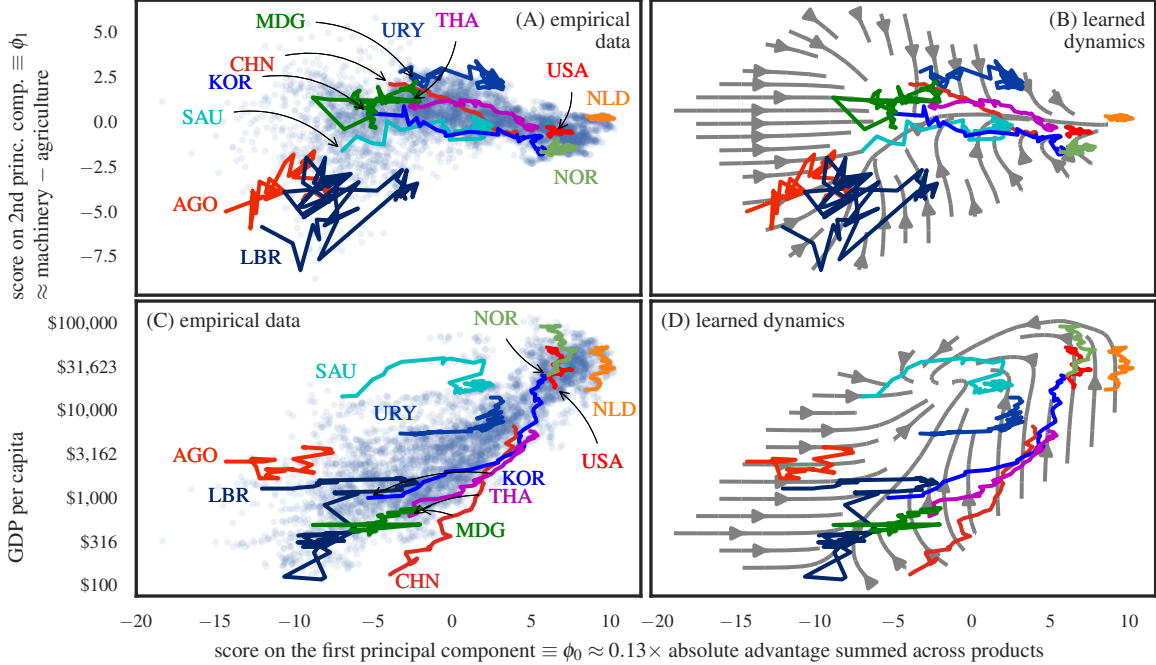 (A) empirical
data
MDG
URY
THA
CHN
KOR
USA
NLD
SAU
NOR
AGO
LBR
5.0
2.5
0.0
−2.5
−5.0
−7.5
score on 2nd princ. comp. ≡ ϕ₁
≈ machinery − agriculture
(B) learned
dynamics
(C) empirical data
NOR
SAU
URY
NLD
AGO
USA
LBR
KOR
THA
MDG
CHN
$100,000
$31,623
$10,000
$3,162
$1,000
$316
$100
GDP per capita
(D) learned dynamics
−20 −15 −10 −5 0 5 10
−20 −15 −10 −5 0 5 10
score on the first principal component ≡ ϕ₀ ≈ 0.13× absolute advantage summed across products